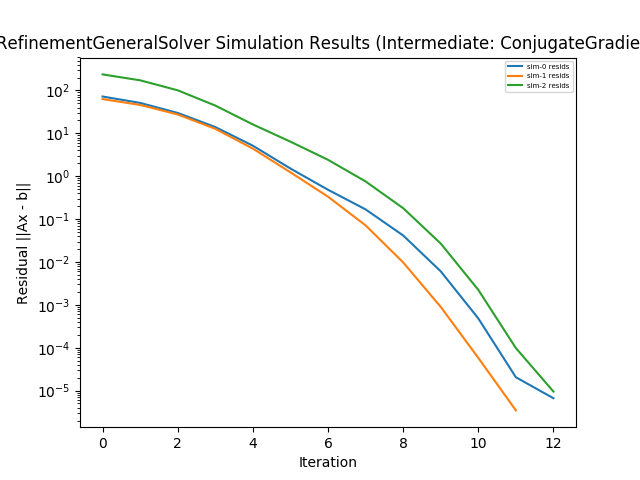 RefinementGeneralSolver Simulation Results (Intermediate: ConjugateGradie
sim-0 resids
sim-1 resids
sim-2 resids
Residual ||Ax - b||
10²
10¹
10⁰
10⁻¹
10⁻²
10⁻³
10⁻⁴
10⁻⁵
0 2 4 6 8 10 12
Iteration